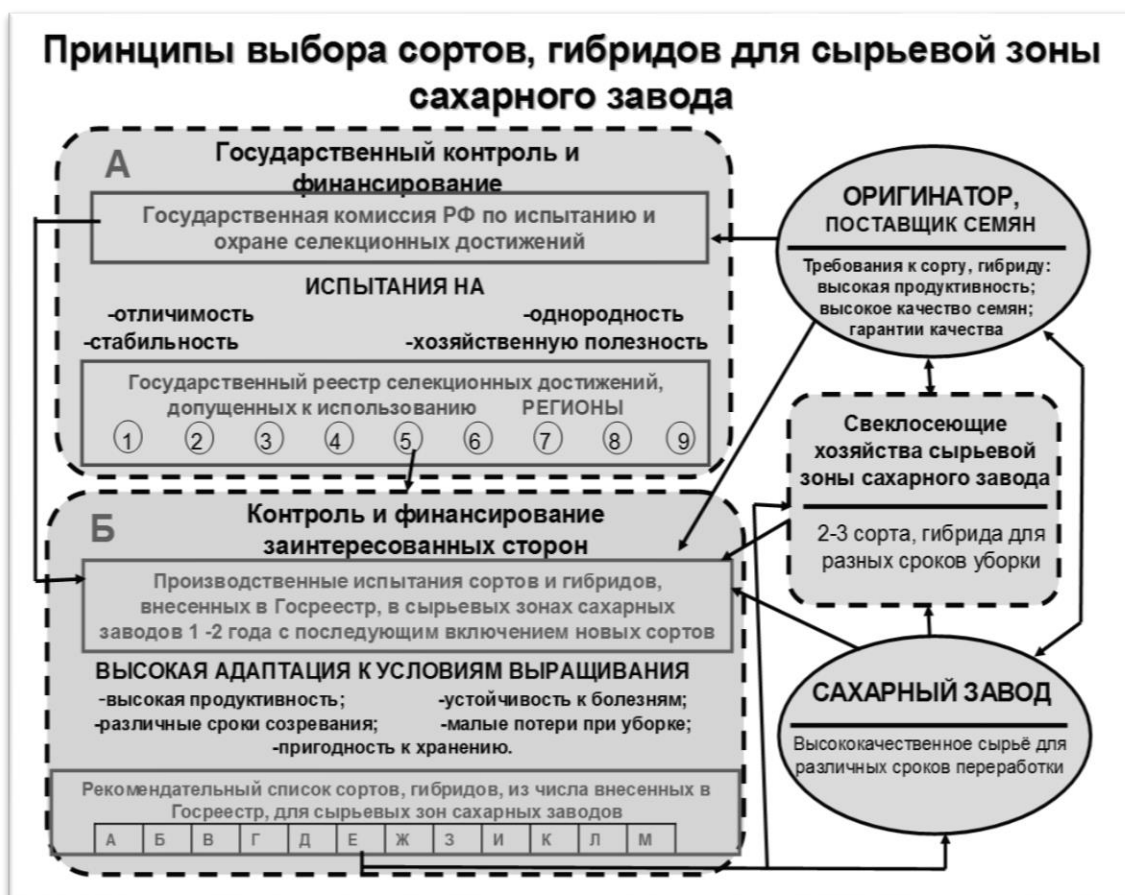 Принципы выбора сортов, гибридов для сырьевой зоны
сахарного завода
А
Государственный контроль и
финансирование
Государственная комиссия РФ по испытанию и
охране селекционных достижений
ИСПЫТАНИЯ НА
-отличимость -однородность
-стабильность -хозяйственную полезность
Государственный реестр селекционных достижений,
допущенных к использованию РЕГИОНЫ
1 2 3 4 5 6 7 8 9
Б
Контроль и финансирование
заинтересованных сторон
Производственные испытания сортов и гибридов,
внесенных в Госреестр, в сырьевых зонах сахарных
заводов 1 -2 года с последующим включением новых сортов
ВЫСОКАЯ АДАПТАЦИЯ К УСЛОВИЯМ ВЫРАЩИВАНИЯ
-высокая продуктивность; -устойчивость к болезням;
-различные сроки созревания; -малые потери при уборке;
-пригодность к хранению.
Рекомендательный список сортов, гибридов, из числа внесенных в
Госреестр, для сырьевых зон сахарных заводов
А Б В Г Д Е Ж З И К Л М
ОРИГИНАТОР,
ПОСТАВЩИК СЕМЯН
Требования к сорту, гибриду:
высокая продуктивность;
высокое качество семян;
гарантии качества
Свеклосеющие
хозяйства сырьевой
зоны сахарного завода
2-3 сорта, гибрида для
разных сроков уборки
САХАРНЫЙ ЗАВОД
Высококачественное сырьё для
различных сроков переработки